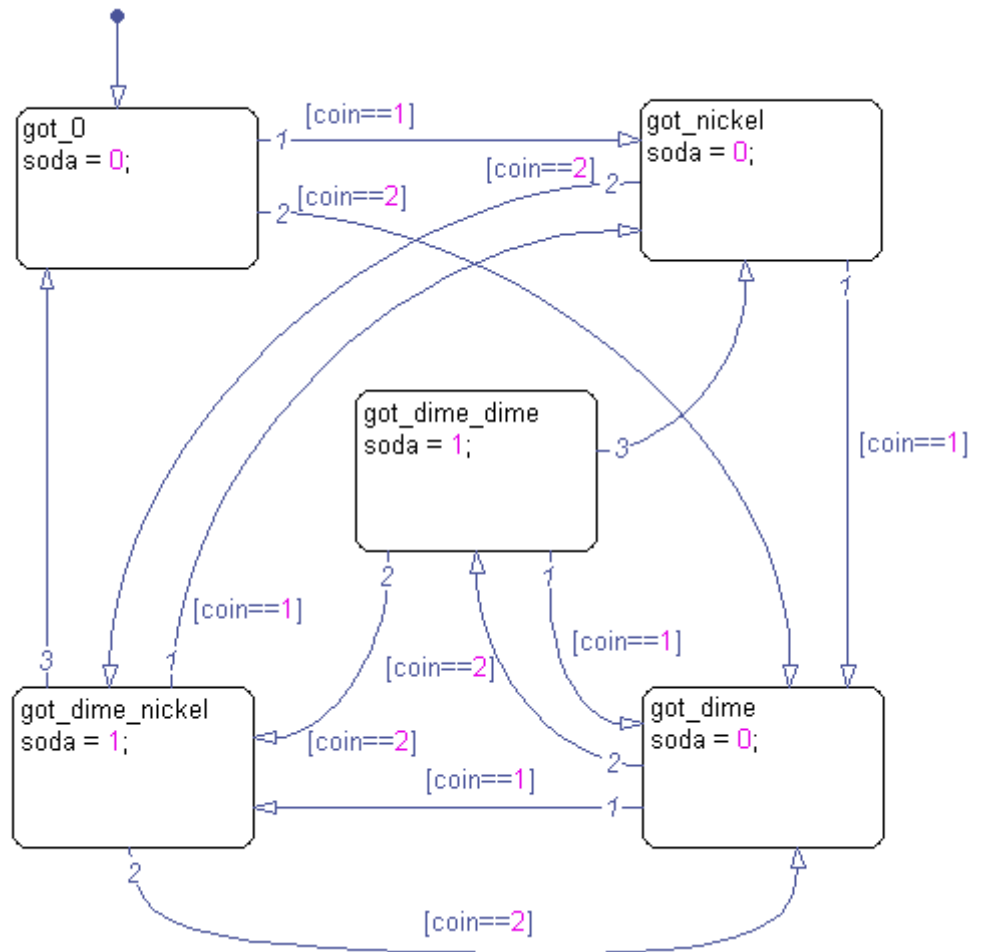 got_0
soda = 0;
1
[coin==1]
2
[coin==2]
got_nickel
soda = 0;
[coin==2]
2
1
[coin==1]
got_dime_dime
soda = 1;
3
2
1
[coin==1]
[coin==2]
[coin==2]
[coin==1]
3
1
got_dime_nickel
soda = 1;
2
got_dime
soda = 0;
2
[coin==1]
1
[coin==2]